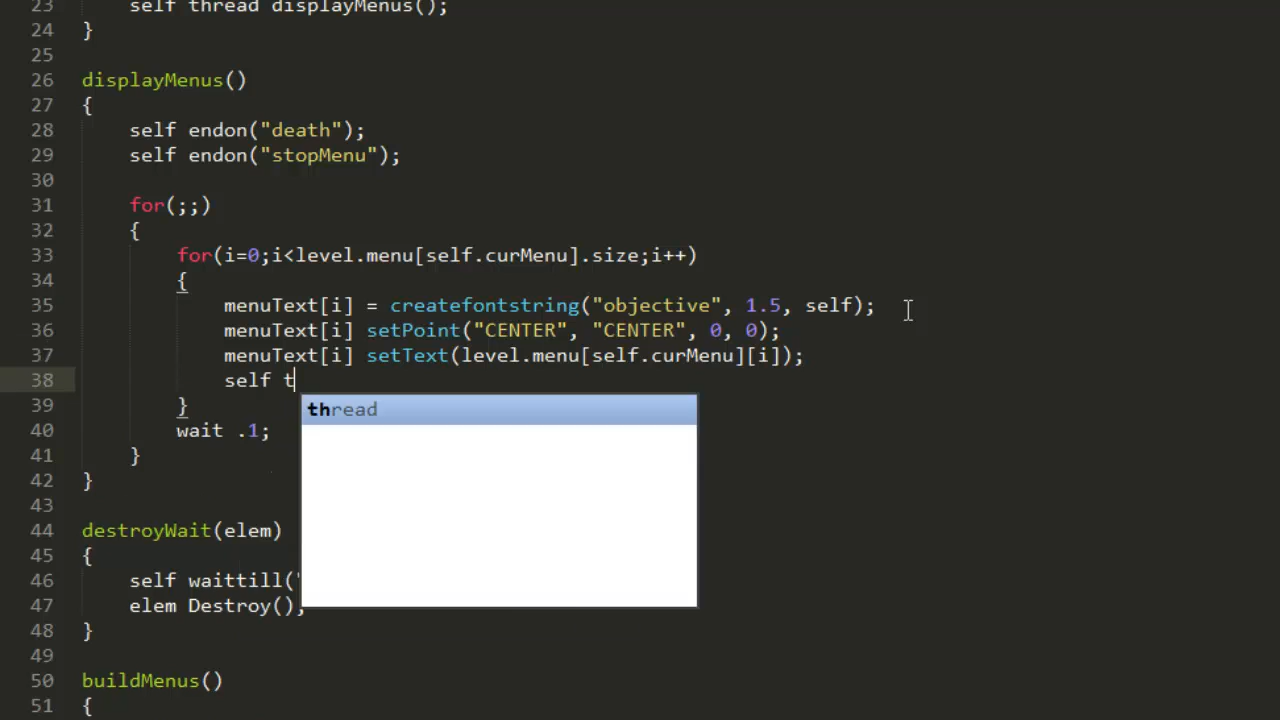 23 self thread displayMenus();
24 }
25
26 displayMenus()
27 {
28 self endon("death");
29 self endon("stopMenu");
30
31 for(;;)
32 {
33 for(i=0;i<level.menu[self.curMenu].size;i++)
34 {
35 menuText[i] = createfontstring("objective", 1.5, self);
36 menuText[i] setPoint("CENTER", "CENTER", 0, 0);
37 menuText[i] setText(level.menu[self.curMenu][i]);
38 self t
39 }
thread
40 wait .1;
41 }
42 }
43
44 destroyWait(elem)
45 {
46 self waittill("
47 elem Destroy();
48 }
49
50 buildMenus()
51 {